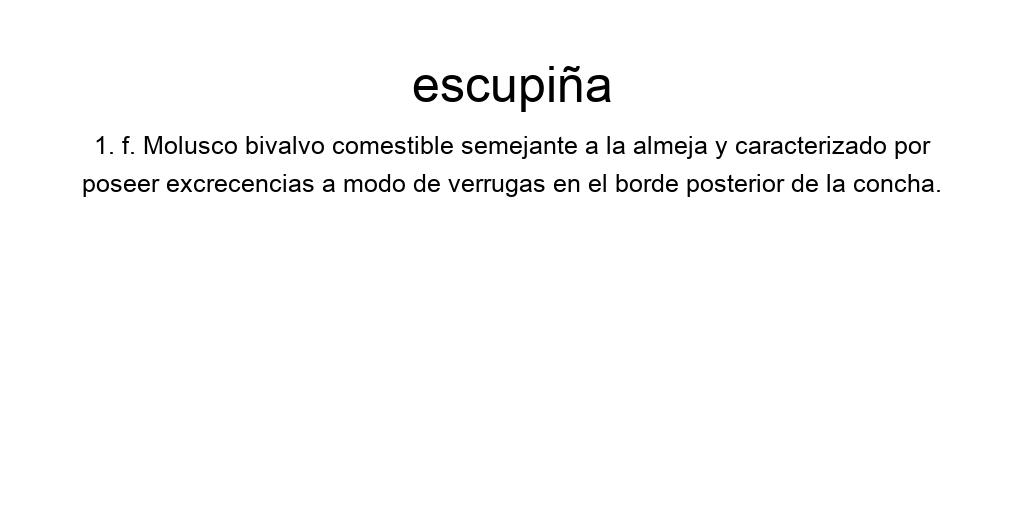 escupiña
1. f. Molusco bivalvo comestible semejante a la almeja y caracterizado por
poseer excrecencias a modo de verrugas en el borde posterior de la concha.